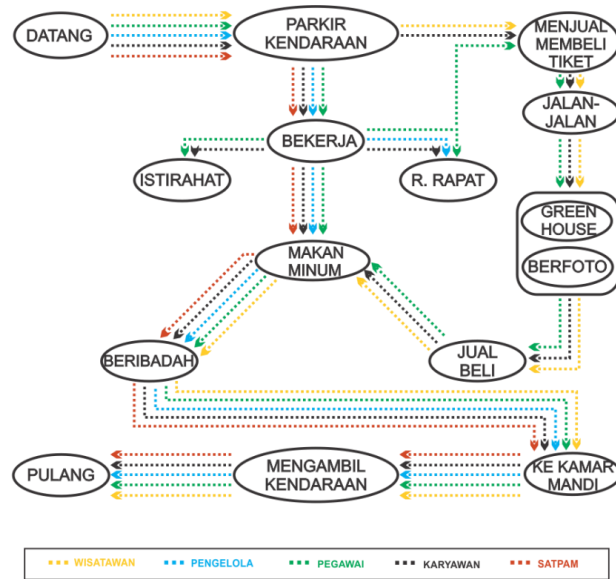 DATANG
PARKIR
KENDARAAN
MENJUAL
MEMBELI
TIKET
JALAN-
JALAN
BEKERJA
ISTIRAHAT
R. RAPAT
GREEN
HOUSE
BERFOTO
MAKAN
MINUM
BERIBADAH
JUAL
BELI
PULANG
MENGAMBIL
KENDARAAN
KE KAMAR
MANDI
WISATAWAN PENGELOLA PEGAWAI KARYAWAN SATPAM